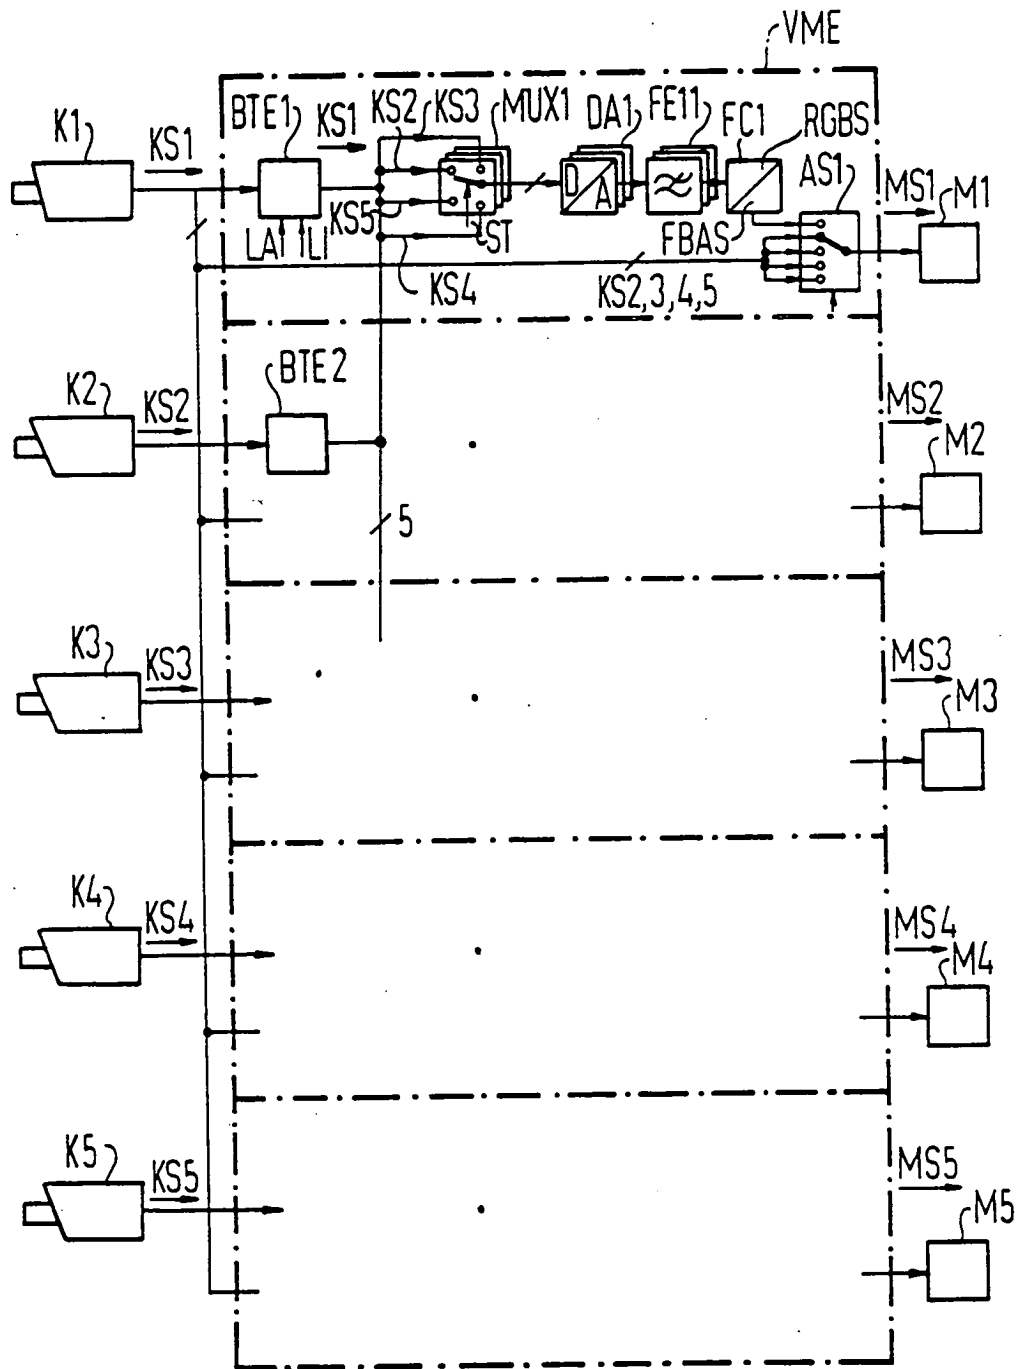 VME
K1
KS1
BTE1
KS1
KS2
KS3
MUX1
DA1
FE11
FC1
RGBS
AS1
MS1
M1
D
A
KS5
LA
LI
ST
FBAS
KS4
KS2,3,4,5
K2
KS2
BTE2
MS2
M2
5
K3
KS3
MS3
M3
K4
KS4
MS4
M4
K5
KS5
MS5
M5